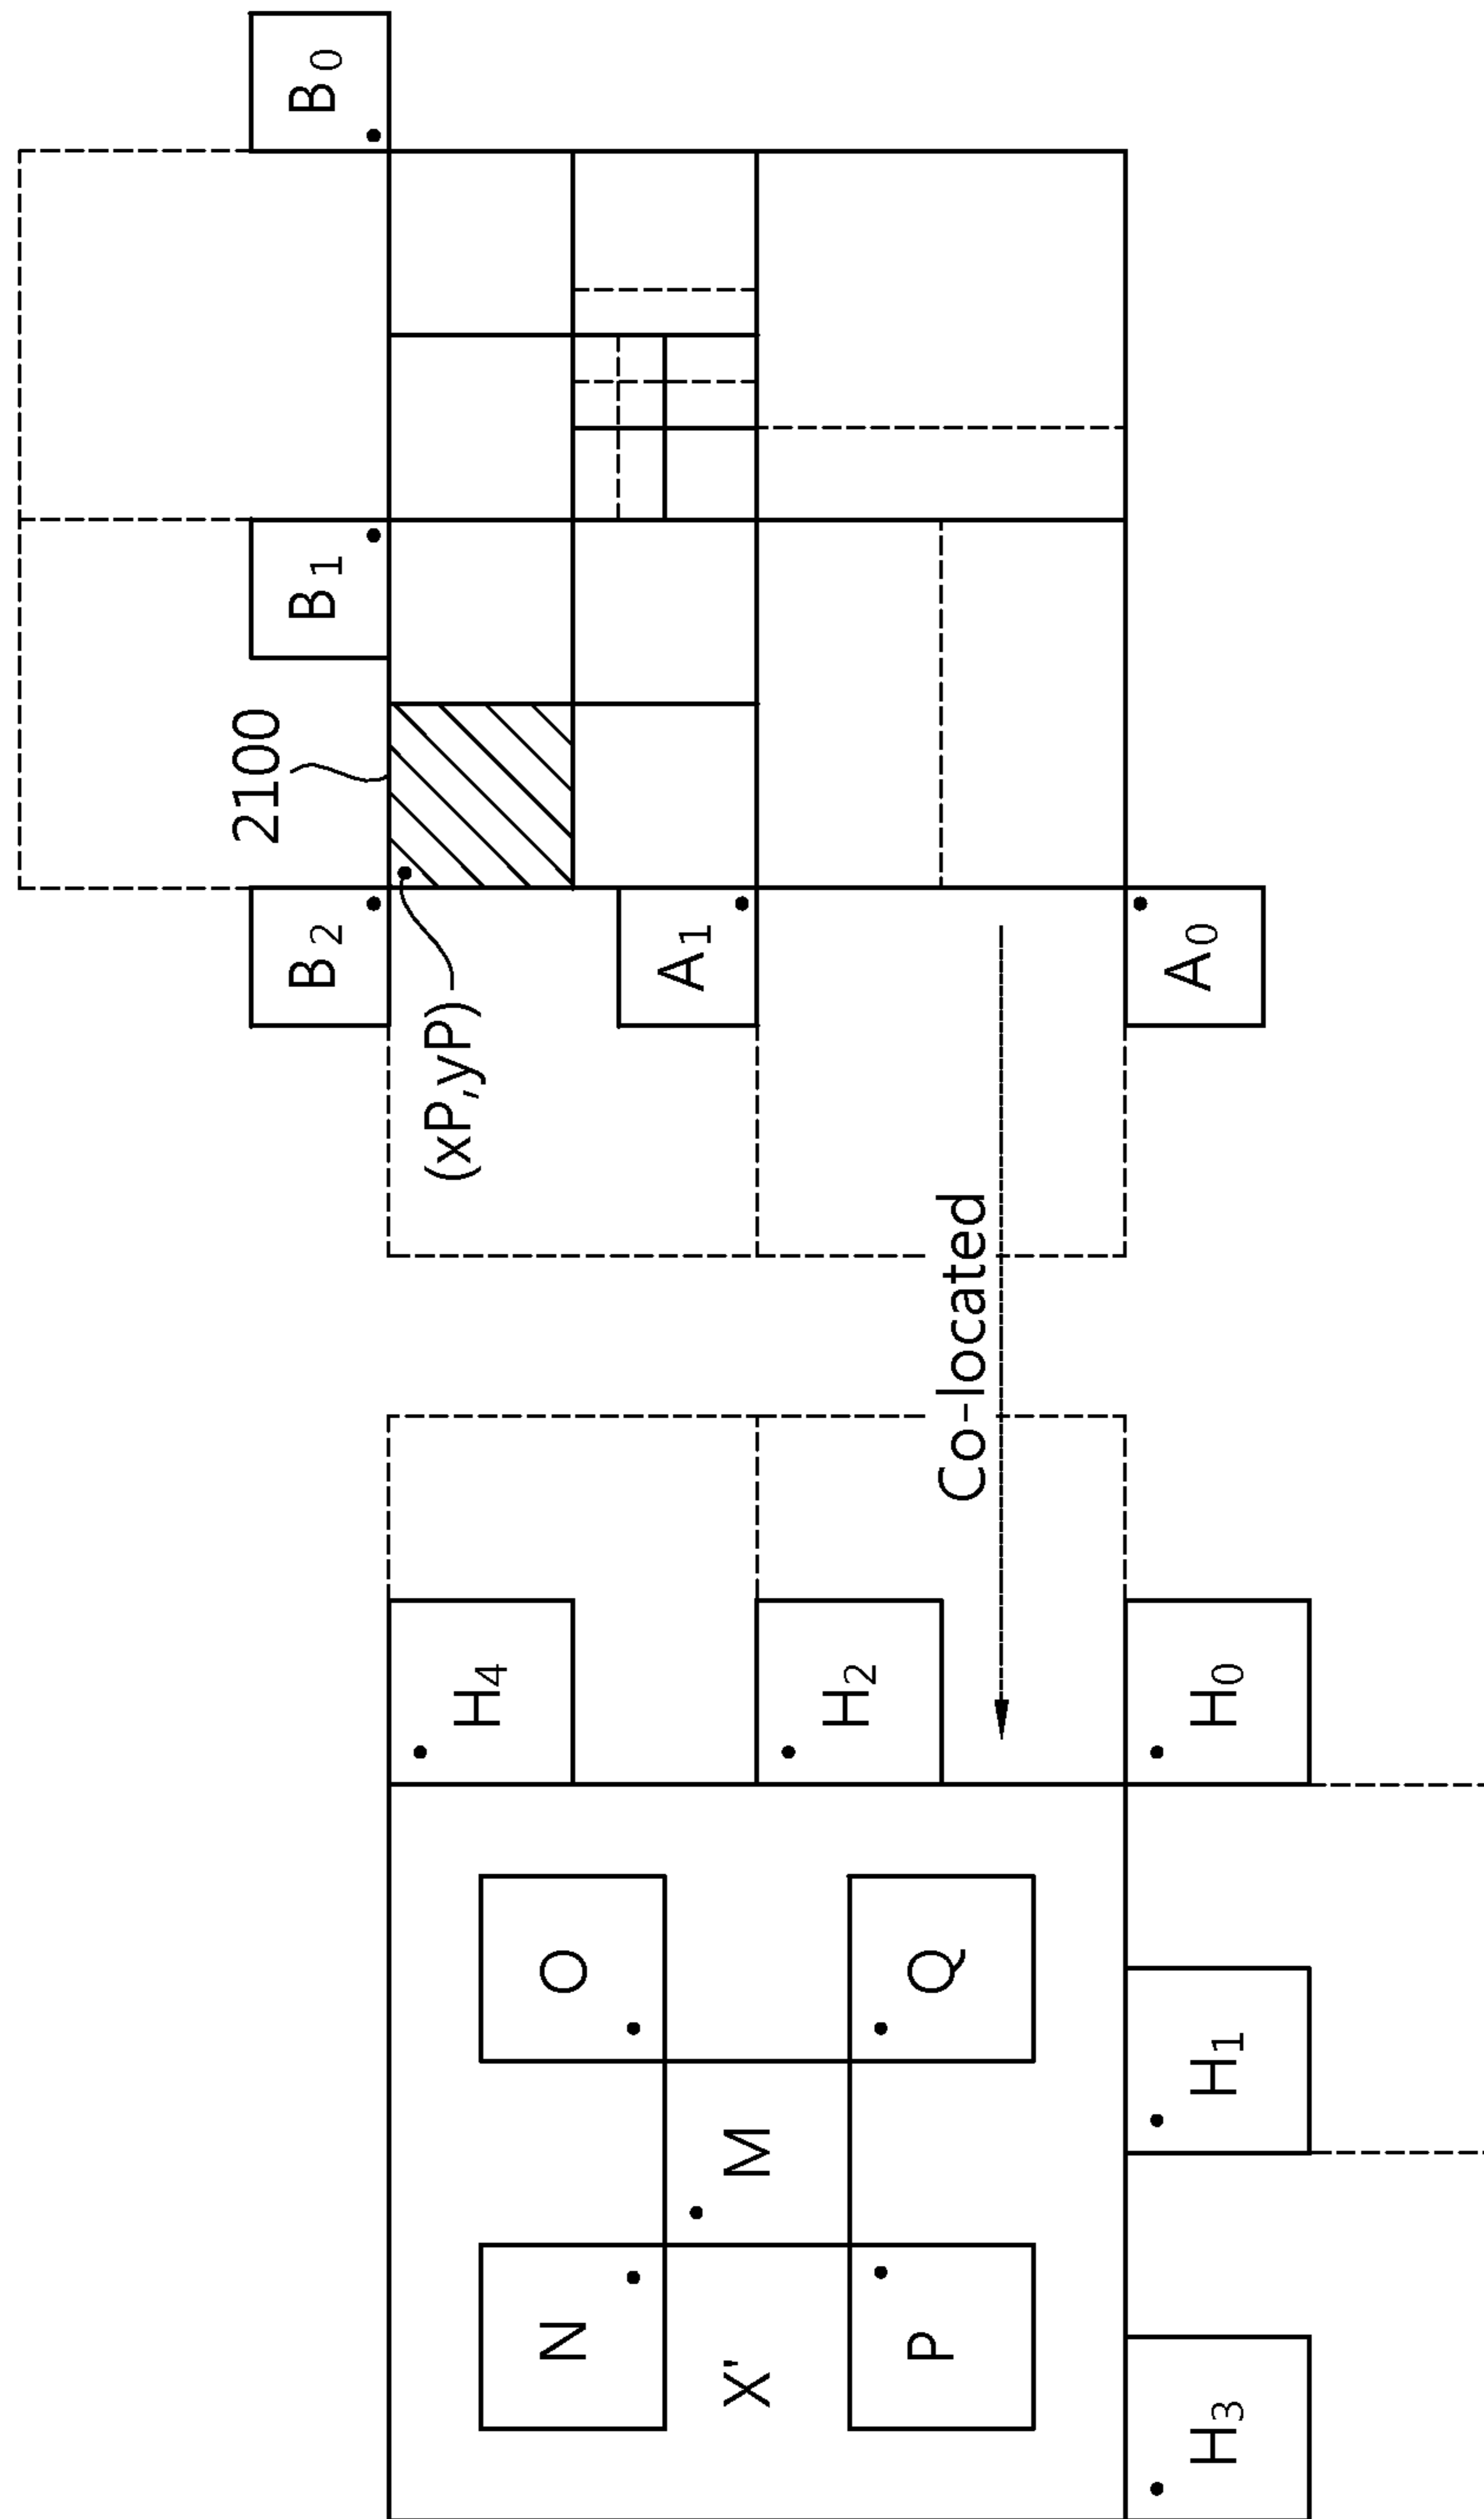 2100
B2
B1
B0
(xP,yP)
A1
A0
Co-located
H4
H2
H0
N
O
X'
M
P
Q
H3
H1